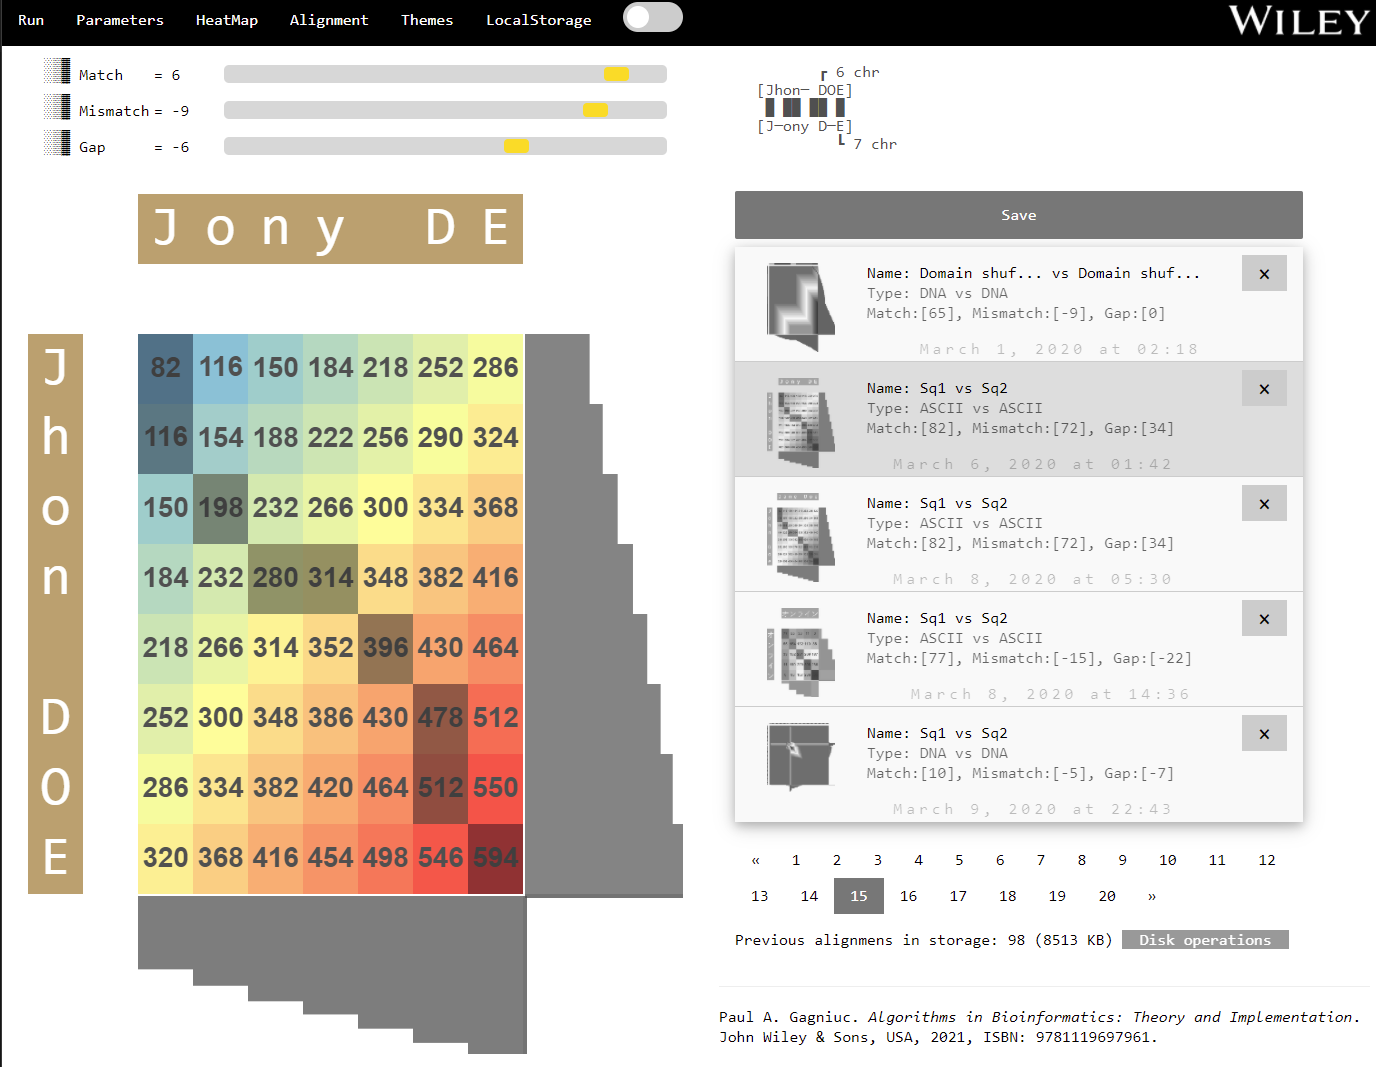 Run Parameters HeatMap Alignment Themes LocalStorage WILEY
Match = 6
Mismatch = -9
Gap = -6
6 chr
[Jhon— DOE]
[J—ony D—E]
7 chr
Jony DE
Jhon DOE
82 116 150 184 218 252 286
116 154 188 222 256 290 324
150 198 232 266 300 334 368
184 232 280 314 348 382 416
218 266 314 352 396 430 464
252 300 348 386 430 478 512
286 334 382 420 464 512 550
320 368 416 454 498 546 594
Save
Name: Domain shuf... vs Domain shuf... ×
Type: DNA vs DNA
Match:[65], Mismatch:[-9], Gap:[0]
March 1, 2020 at 02:18
Name: Sq1 vs Sq2 ×
Type: ASCII vs ASCII
Match:[82], Mismatch:[72], Gap:[34]
March 6, 2020 at 01:42
Name: Sq1 vs Sq2 ×
Type: ASCII vs ASCII
Match:[82], Mismatch:[72], Gap:[34]
March 8, 2020 at 05:30
Name: Sq1 vs Sq2 ×
Type: ASCII vs ASCII
Match:[77], Mismatch:[-15], Gap:[-22]
March 8, 2020 at 14:36
Name: Sq1 vs Sq2 ×
Type: DNA vs DNA
Match:[10], Mismatch:[-5], Gap:[-7]
March 9, 2020 at 22:43
« 1 2 3 4 5 6 7 8 9 10 11 12
13 14 15 16 17 18 19 20 »
Previous alignmens in storage: 98 (8513 KB) Disk operations
Paul A. Gagniuc. Algorithms in Bioinformatics: Theory and Implementation.
John Wiley & Sons, USA, 2021, ISBN: 9781119697961.